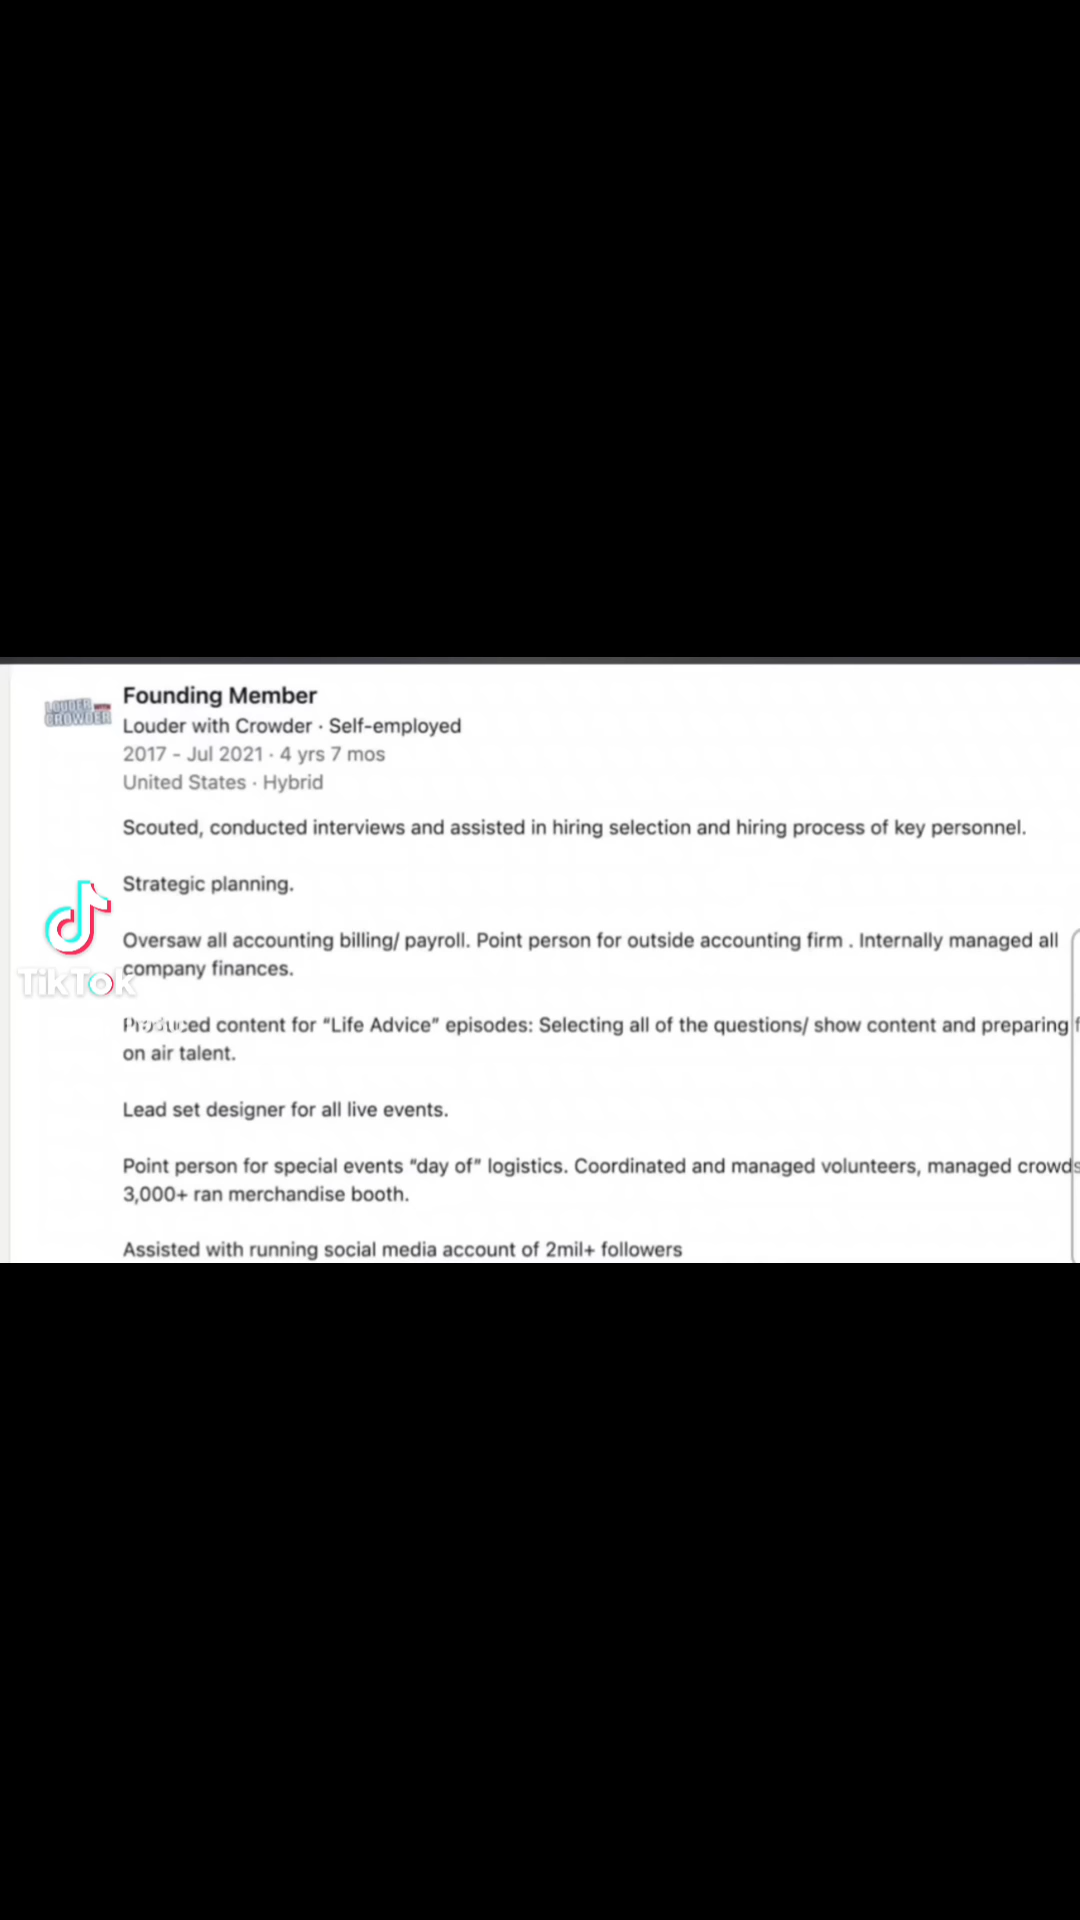 LOUDER WITH CROWDER
Founding Member
Louder with Crowder · Self-employed
2017 - Jul 2021 · 4 yrs 7 mos
United States · Hybrid
Scouted, conducted interviews and assisted in hiring selection and hiring process of key personnel.
Strategic planning.
Oversaw all accounting billing/ payroll. Point person for outside accounting firm . Internally managed all
company finances.
Produced content for “Life Advice” episodes: Selecting all of the questions/ show content and preparing f
on air talent.
Lead set designer for all live events.
Point person for special events “day of” logistics. Coordinated and managed volunteers, managed crowds
3,000+ ran merchandise booth.
Assisted with running social media account of 2mil+ followers
TikTok